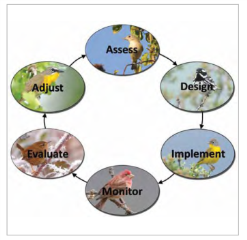 Assess
Design
Implement
Monitor
Evaluate
Adjust